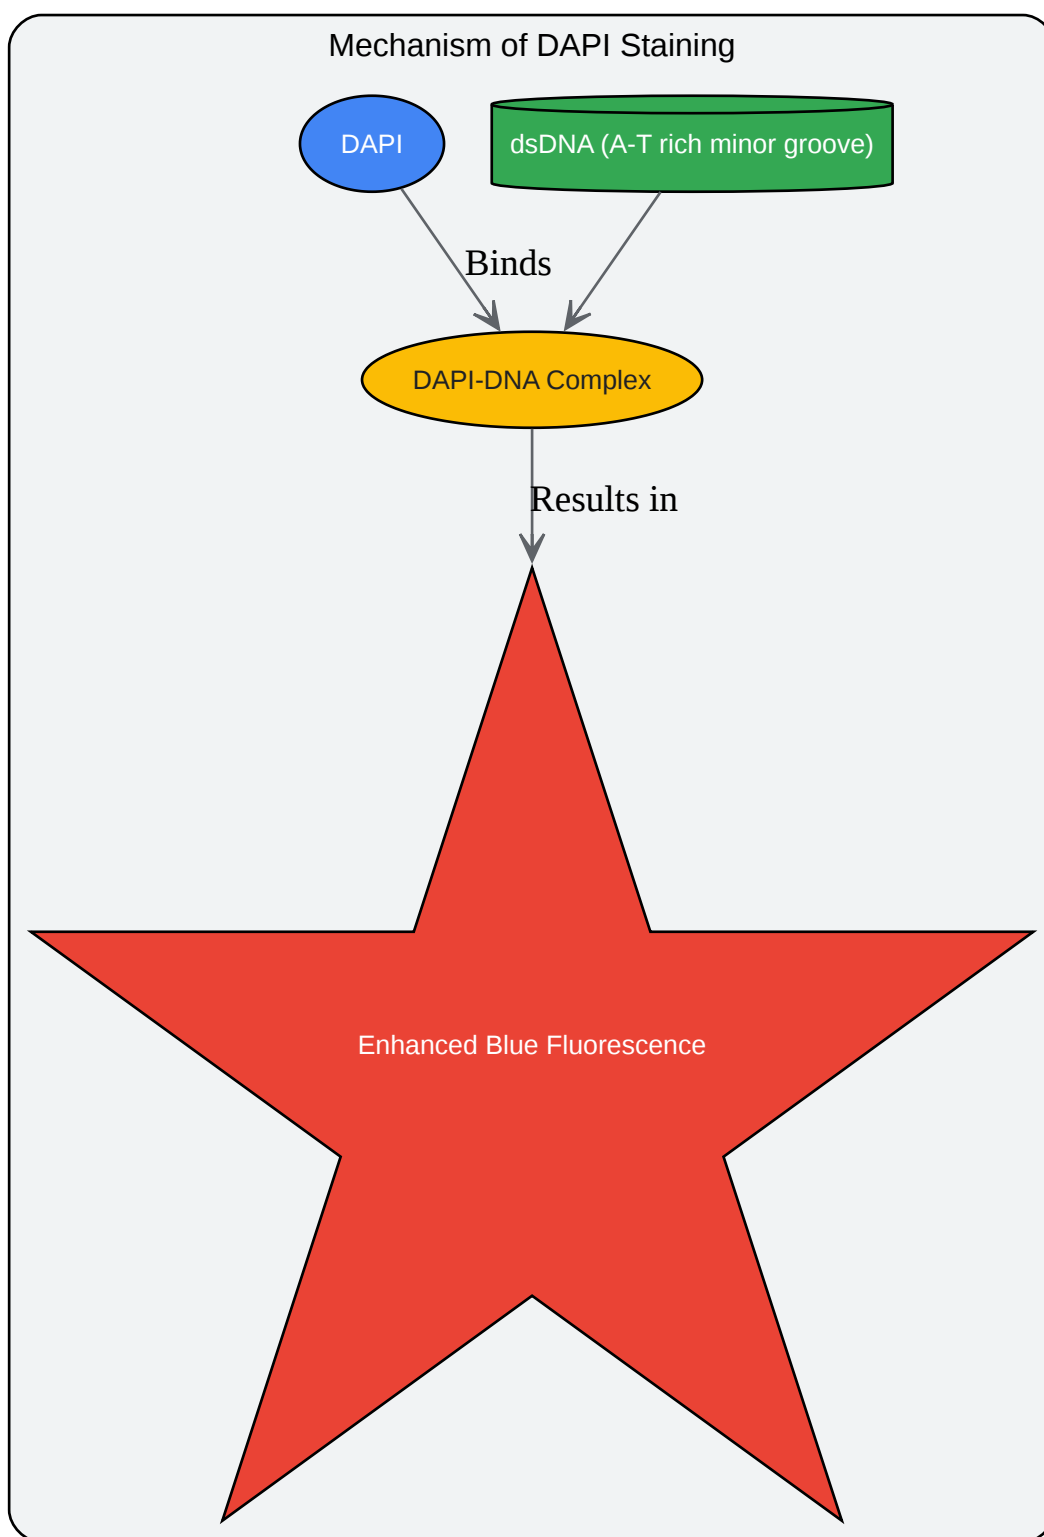 Mechanism of DAPI Staining
DAPI
dsDNA (A-T rich minor groove)
Binds
DAPI-DNA Complex
Results in
Enhanced Blue Fluorescence